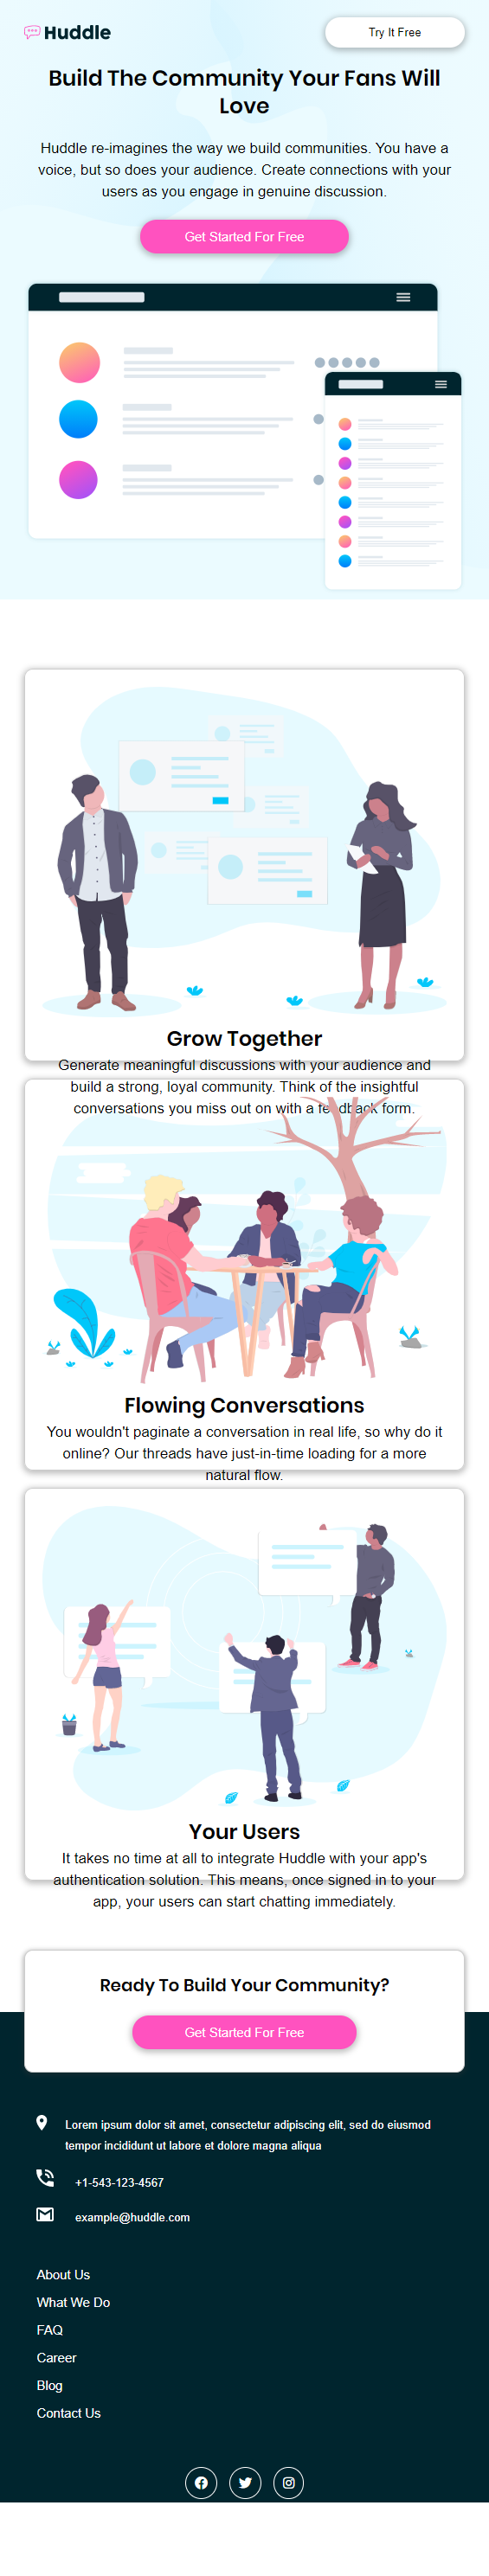 Huddle
Try It Free
Build The Community Your Fans Will
Love
Huddle re-imagines the way we build communities. You have a
voice, but so does your audience. Create connections with your
users as you engage in genuine discussion.
Get Started For Free
Grow Together
Generate meaningful discussions with your audience and
build a strong, loyal community. Think of the insightful
conversations you miss out on with a feedback form.
Flowing Conversations
You wouldn't paginate a conversation in real life, so why do it
online? Our threads have just-in-time loading for a more
natural flow.
Your Users
It takes no time at all to integrate Huddle with your app's
authentication solution. This means, once signed in to your
app, your users can start chatting immediately.
Ready To Build Your Community?
Get Started For Free
Lorem ipsum dolor sit amet, consectetur adipiscing elit, sed do eiusmod
tempor incididunt ut labore et dolore magna aliqua
+1-543-123-4567
example@huddle.com
About Us
What We Do
FAQ
Career
Blog
Contact Us